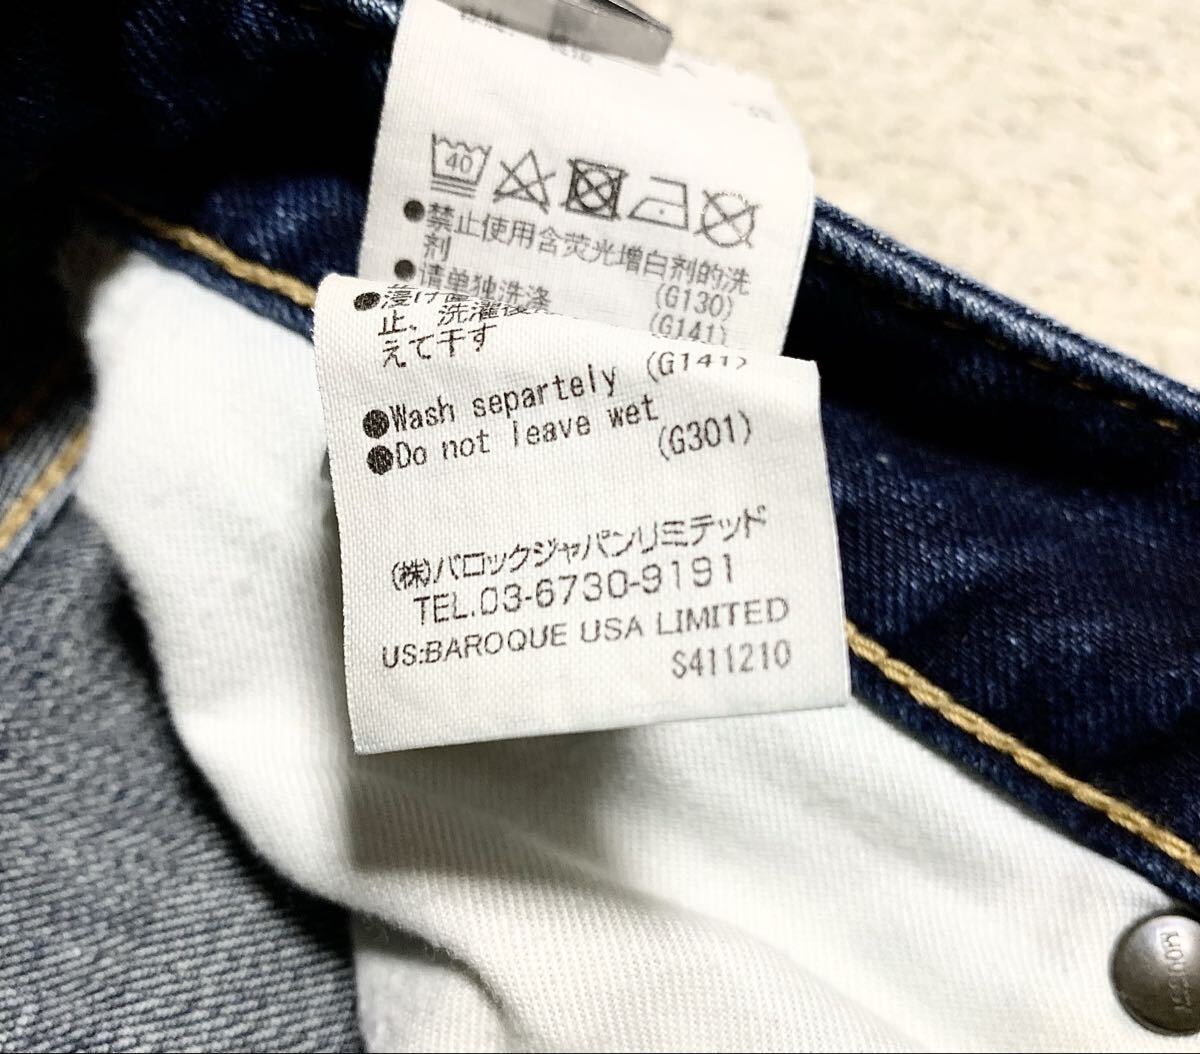 40
●禁止使用含荧光增白剤的洗
剤
(G130)
●请单独洗涤
(G141)
止、洗濯後
えて干す
(G141)
●Wash separtely
●Do not leave wet
(G301)
(株)バロックジャパンリミテッド
TEL.03-6730-9191
US:BAROQUE USA LIMITED
S411210